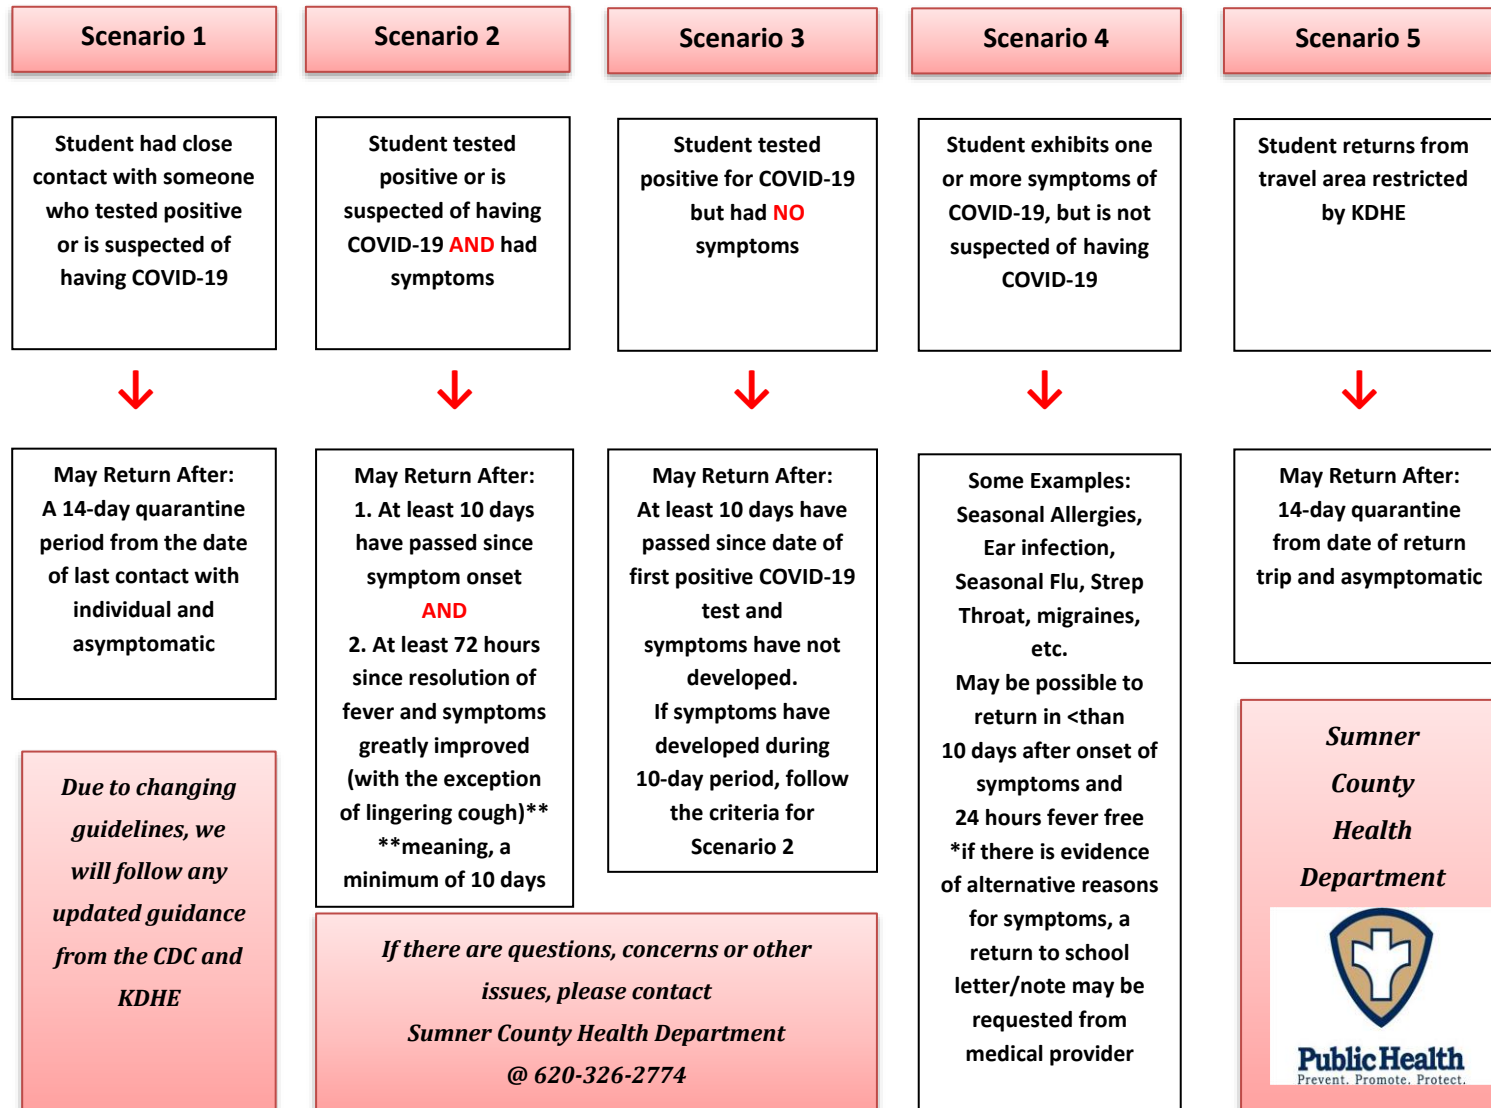 Scenario 1
Student had close
contact with someone
who tested positive
or is suspected of
having COVID-19
May Return After:
A 14-day quarantine
period from the date
of last contact with
individual and
asymptomatic
Due to changing
guidelines, we
will follow any
updated guidance
from the CDC and
KDHE
Scenario 2
Student tested
positive or is
suspected of having
COVID-19 AND had
symptoms
May Return After:
1. At least 10 days
have passed since
symptom onset
AND
2. At least 72 hours
since resolution of
fever and symptoms
greatly improved
(with the exception
of lingering cough)**
**meaning, a
minimum of 10 days
Scenario 3
Student tested
positive for COVID-19
but had NO
symptoms
May Return After:
At least 10 days have
passed since date of
first positive COVID-19
test and
symptoms have not
developed.
If symptoms have
developed during
10-day period, follow
the criteria for
Scenario 2
If there are questions, concerns or other
issues, please contact
Sumner County Health Department
@ 620-326-2774
Scenario 4
Student exhibits one
or more symptoms of
COVID-19, but is not
suspected of having
COVID-19
Some Examples:
Seasonal Allergies,
Ear infection,
Seasonal Flu, Strep
Throat, migraines,
etc.
May be possible to
return in <than
10 days after onset of
symptoms and
24 hours fever free
*if there is evidence
of alternative reasons
for symptoms, a
return to school
letter/note may be
requested from
medical provider
Scenario 5
Student returns from
travel area restricted
by KDHE
May Return After:
14-day quarantine
from date of return
trip and asymptomatic
Sumner
County
Health
Department
Public Health
Prevent. Promote. Protect.